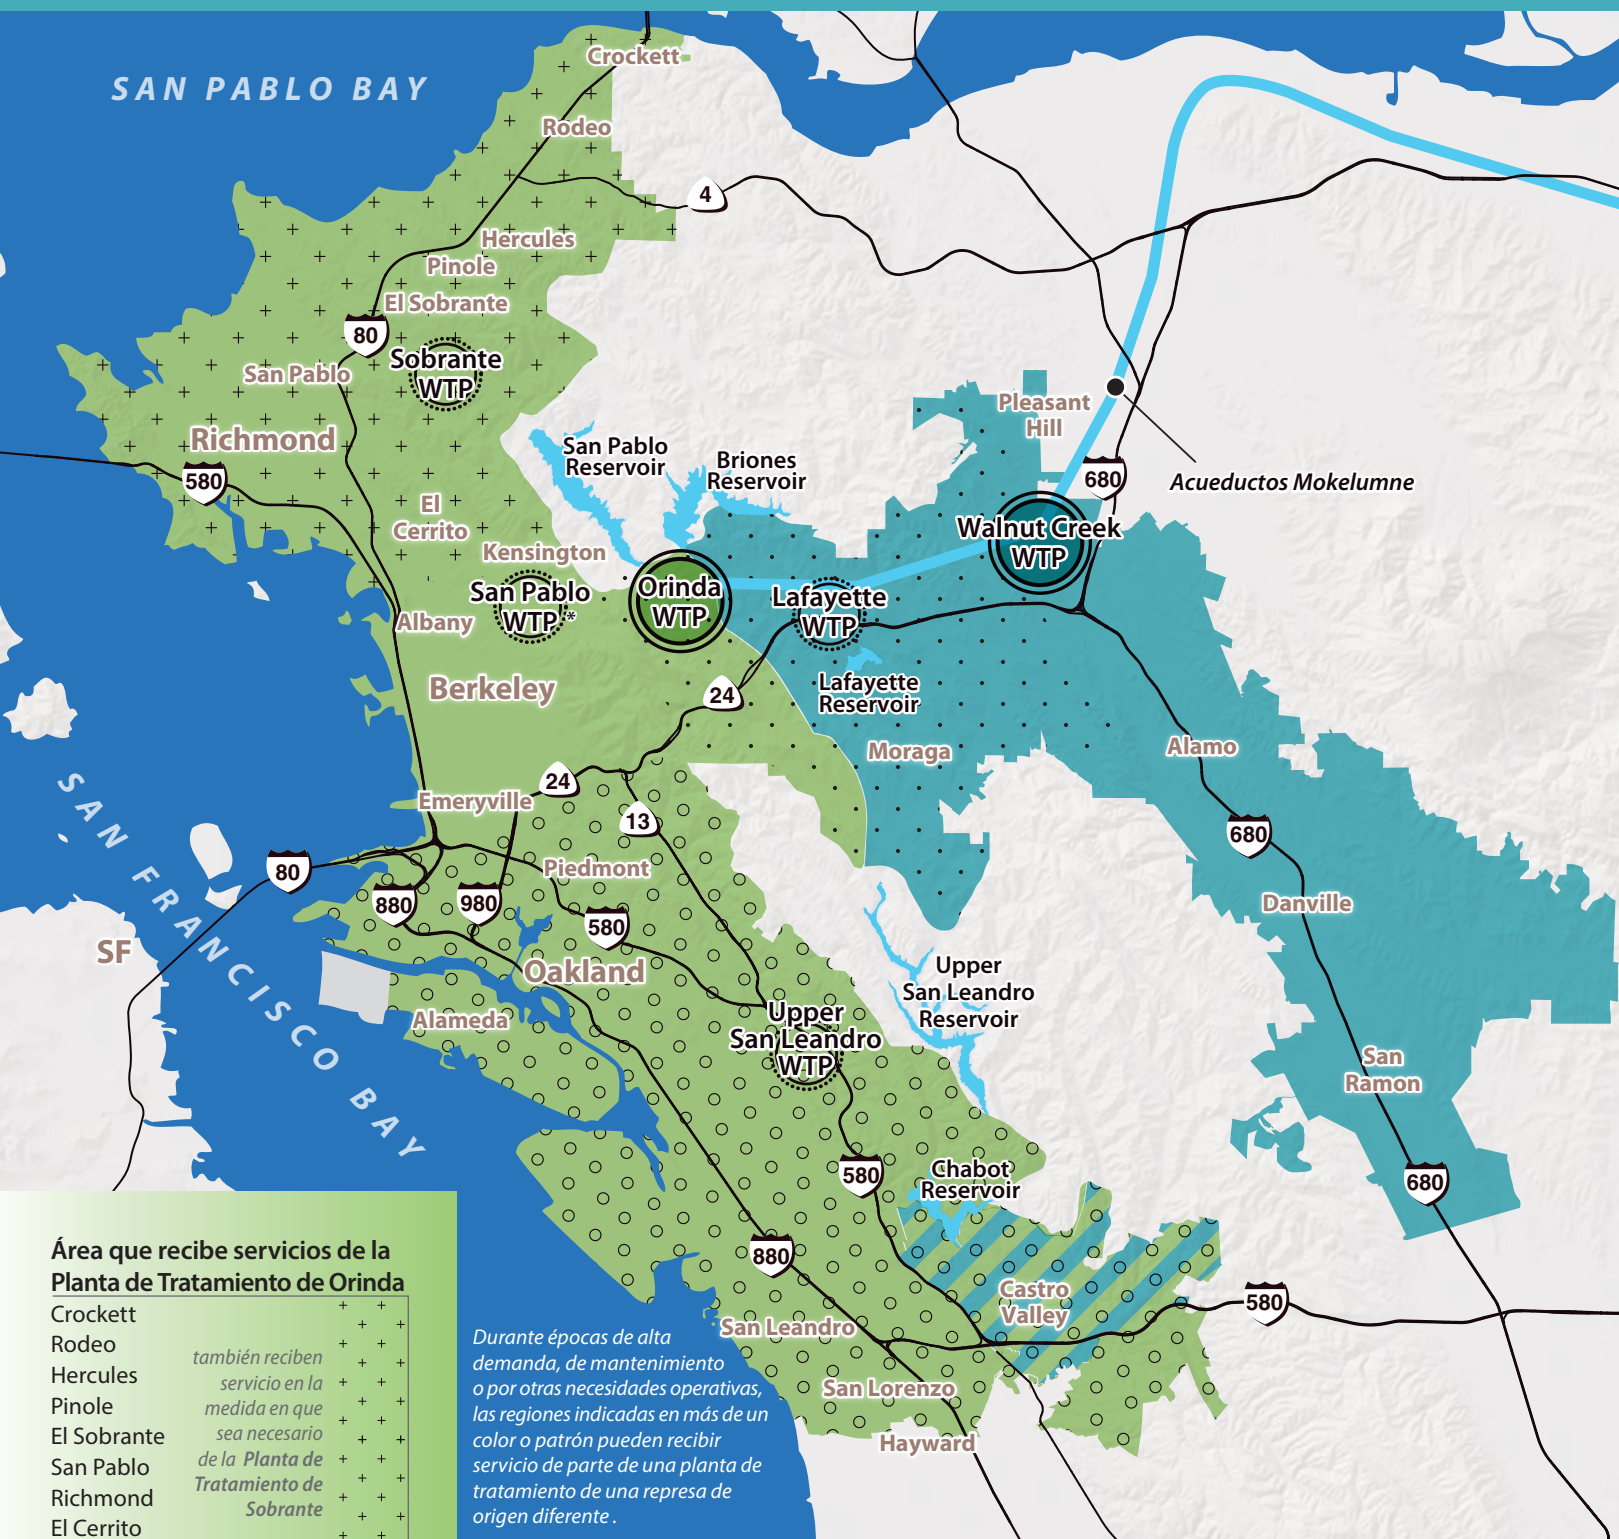 SAN PABLO BAY
Crockett
Rodeo
4
Hercules
Pinole
El Sobrante
80
Sobrante
WTP
San Pablo
Richmond
580
El
Cerrito
Kensington
San Pablo
WTP *
Albany
Berkeley
San Pablo
Reservoir
Briones
Reservoir
Orinda
WTP
Lafayette
WTP
Lafayette
Reservoir
Pleasant
Hill
680
Acueductos Mokelumne
Walnut Creek
WTP
24
Moraga
Alamo
24
Emeryville
13
680
80
Piedmont
880
980
580
Danville
SF
SAN FRANCISCO BAY
Oakland
Alameda
Upper
San Leandro
WTP
Upper
San Leandro
Reservoir
San
Ramon
580
Chabot
Reservoir
680
880
Castro
Valley
580
San Leandro
San Lorenzo
Hayward
Área que recibe servicios de la
Planta de Tratamiento de Orinda
Crockett
Rodeo
Hercules
Pinole
El Sobrante
San Pablo
Richmond
El Cerrito
también reciben
servicio en la
medida en que
sea necesario
de la Planta de
Tratamiento de
Sobrante
Durante épocas de alta
demanda, de mantenimiento
o por otras necesidades operativas,
las regiones indicadas en más de un
color o patrón pueden recibir
servicio de parte de una planta de
tratamiento de una represa de
origen diferente .